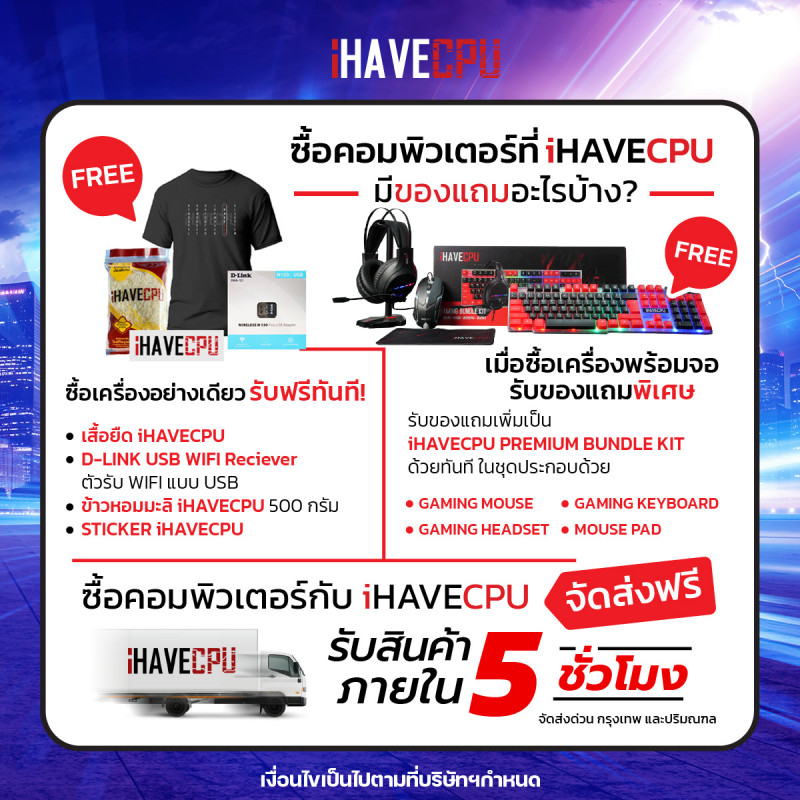 iHAVECPU
FREE
ซื้อคอมพิวเตอร์ที่ iHAVECPU
มีของแถมอะไรบ้าง?
FREE
iHAVECPU
iHAVECPU
D-Link
iHAVECPU
GAMING BUNDLE KIT
ซื้อเครื่องอย่างเดียว รับฟรีทันที!
• เสื้อยืด iHAVECPU
• D-LINK USB WIFI Reciever
ตัวรับ WIFI แบบ USB
• ข้าวหอมมะลิ iHAVECPU 500 กรัม
• STICKER iHAVECPU
เมื่อซื้อเครื่องพร้อมจอ
รับของแถมพิเศษ
รับของแถมเพิ่มเป็น
iHAVECPU PREMIUM BUNDLE KIT
ด้วยทันที ในชุดประกอบด้วย
• GAMING MOUSE • GAMING KEYBOARD
• GAMING HEADSET • MOUSE PAD
ซื้อคอมพิวเตอร์กับ iHAVECPU จัดส่งฟรี
iHAVECPU
รับสินค้า
ภายใน 5 ชั่วโมง
จัดส่งด่วน กรุงเทพ และปริมณฑล
เงื่อนไขเป็นไปตามที่บริษัทฯกำหนด